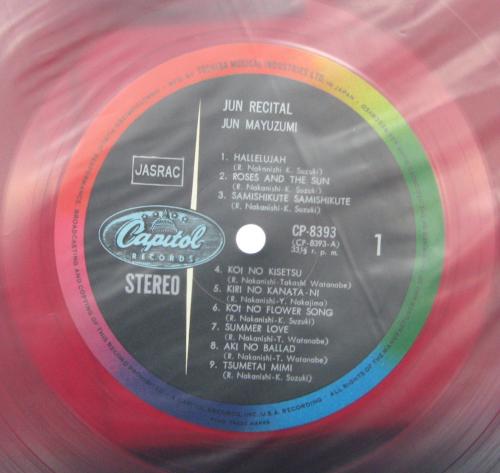 MFG. BY TOSHIBA MUSICAL INDUSTRIES LTD. IN JAPAN
JUN RECITAL
JUN MAYUZUMI
1. HALLELUJAH
(R. Nakanishi-K. Suzuki)
2. ROSES AND THE SUN
(R. Nakanishi-K. Suzuki)
3. SAMISHIKUTE SAMISHIKUTE
(R. Nakanishi-K. Suzuki)
JASRAC
Capitol
RECORDS
STEREO
CP-8393
(CP-8393-A)
33⅓ r. p. m.
1
4. KOI NO KISETSU
(R. Nakanishi-Takashi Watanabe)
5. KIRI NO KANATA-NI
(R. Nakanishi-Y. Nakajima)
6. KOI NO FLOWER SONG
(R. Nakanishi-K. Suzuki)
7. SUMMER LOVE
(R. Nakanishi-T. Watanabe)
8. AKI NO BALLAD
(R. Nakanishi-T. Watanabe)
9. TSUMETAI MIMI
(R. Nakanishi-K. Suzuki)
BROADCASTING AND COPYING OF THIS RECORD PROHIBITED
A CAPITOL RECORDS, INC., U.S.A. RECORDING
ALL RIGHTS OF THE